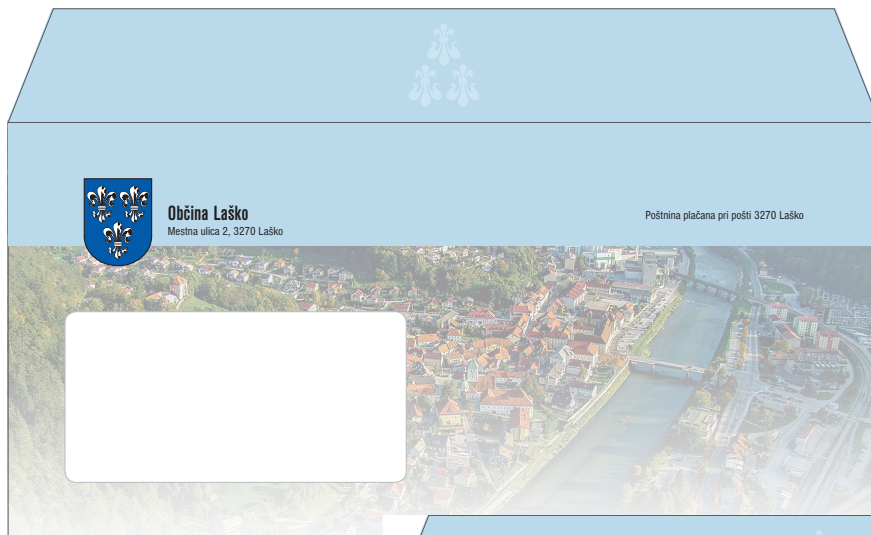 Občina Laško
Mestna ulica 2, 3270 Laško
Poštnina plačana pri pošti 3270 Laško